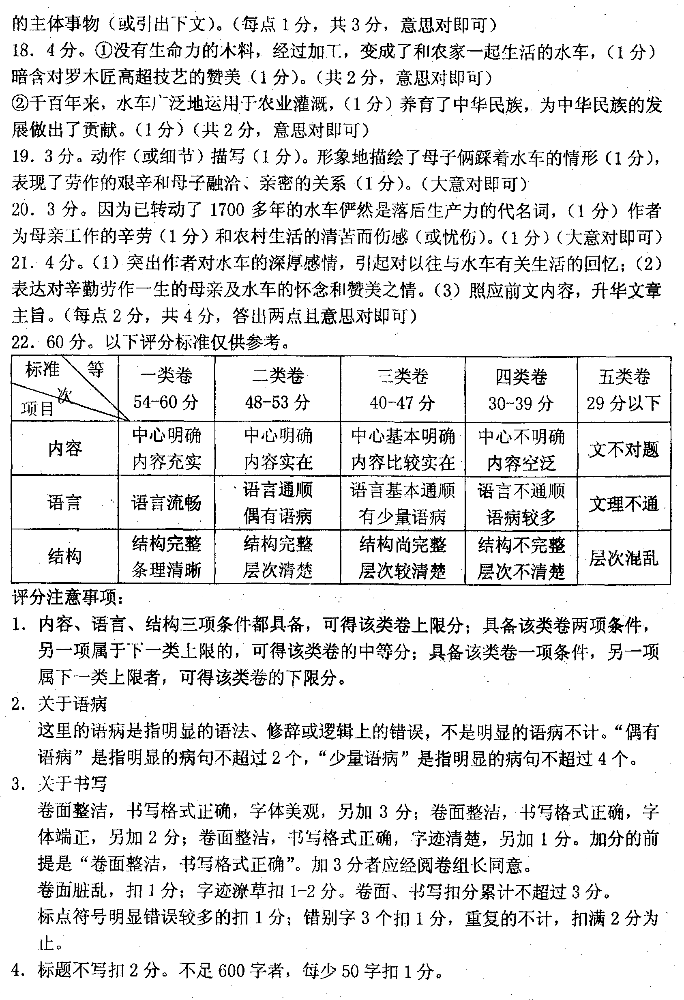 的主体事物（或引出下文）。（每点 1 分，共 3 分，意思对即可）
18. 4 分。①没有生命力的木料，经过加工，变成了和农家一起生活的水车，（1 分）
暗含对罗木匠高超技艺的赞美（1 分）。（共 2 分，意思对即可）
②千百年来，水车广泛地运用于农业灌溉，（1 分）养育了中华民族，为中华民族的发
展做出了贡献。（1 分）（共 2 分，意思对即可）
19. 3 分。动作（或细节）描写（1 分）。形象地描绘了母子俩踩着水车的情形（1 分），
表现了劳作的艰辛和母子融洽、亲密的关系（1 分）。（大意对即可）
20. 3 分。因为已转动了 1700 多年的水车俨然是落后生产力的代名词，（1 分）作者
为母亲工作的辛劳（1 分）和农村生活的清苦而伤感（或忧伤）。（1 分）（大意对即可）
21. 4 分。（1）突出作者对水车的深厚感情，引起对以往与水车有关生活的回忆；（2）
表达对辛勤劳作一生的母亲及水车的怀念和赞美之情。（3）照应前文内容，升华文章
主旨。（每点 2 分，共 4 分，答出两点且意思对即可）
22. 60 分。以下评分标准仅供参考。
标准 等次 项目 一类卷 54-60 分 二类卷 48-53 分 三类卷 40-47 分 四类卷 30-39 分 五类卷 29 分以下
内容 中心明确 内容充实 中心明确 内容实在 中心基本明确 内容比较实在 中心不明确 内容空泛 文不对题
语言 语言流畅 语言通顺 偶有语病 语言基本通顺 有少量语病 语言不通顺 语病较多 文理不通
结构 结构完整 条理清晰 结构完整 层次清楚 结构尚完整 层次较清楚 结构不完整 层次不清楚 层次混乱
评分注意事项：
1. 内容、语言、结构三项条件都具备，可得该类卷上限分；具备该类卷两项条件，
另一项属于下一类上限的，可得该类卷的中等分；具备该类卷一项条件，另一项
属下一类上限者，可得该类卷的下限分。
2. 关于语病
这里的语病是指明显的语法、修辞或逻辑上的错误，不是明显的语病不计。“偶有
语病”是指明显的病句不超过 2 个，“少量语病”是指明显的病句不超过 4 个。
3. 关于书写
卷面整洁，书写格式正确，字体美观，另加 3 分；卷面整洁，书写格式正确，字
体端正，另加 2 分；卷面整洁，书写格式正确，字迹清楚，另加 1 分。加分的前
提是“卷面整洁，书写格式正确”。加 3 分者应经阅卷组长同意。
卷面脏乱，扣 1 分；字迹潦草扣 1-2 分。卷面、书写扣分累计不超过 3 分。
标点符号明显错误较多的扣 1 分；错别字 3 个扣 1 分，重复的不计，扣满 2 分为
止。
4. 标题不写扣 2 分。不足 600 字者，每少 50 字扣 1 分。